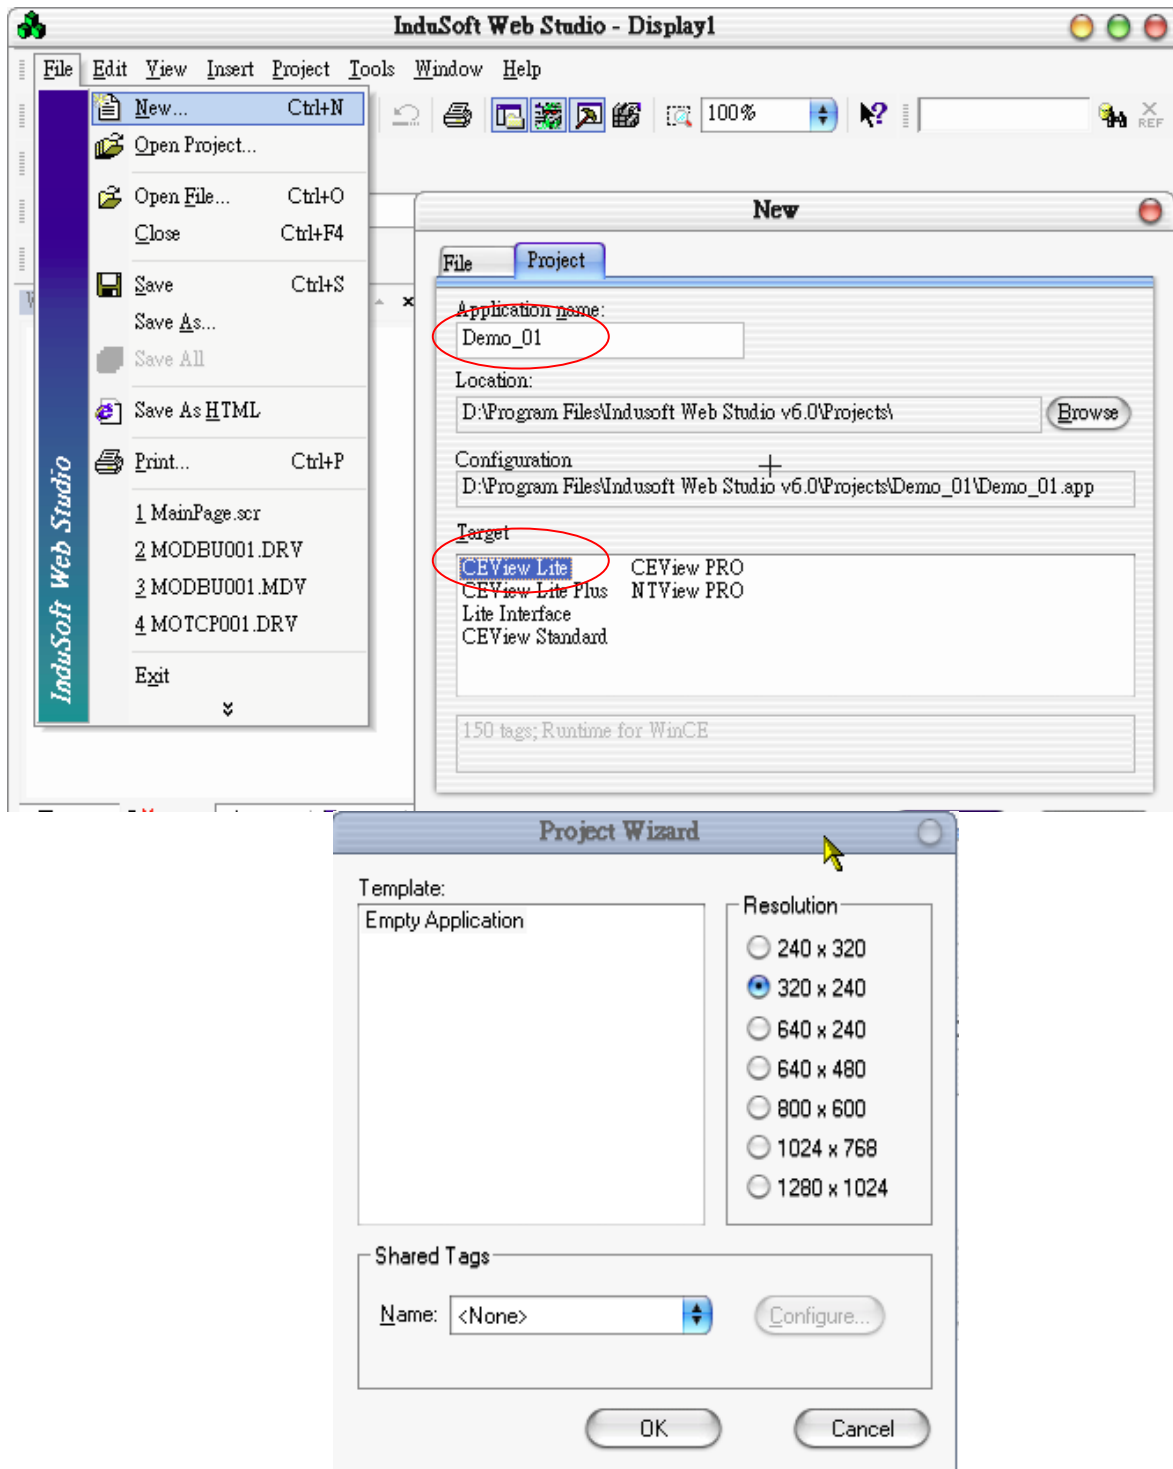 InduSoft Web Studio - Display1
File Edit View Insert Project Tools Window Help
New... Ctrl+N
100%
REF
Open Project...
Open File... Ctrl+O
Close Ctrl+F4
Save Ctrl+S
Save As...
Save All
Save As HTML
Print... Ctrl+P
1 MainPage.scr
2 MODBU001.DRV
3 MODBU001.MDV
4 MOTCP001.DRV
Exit
InduSoft Web Studio
New
File Project
Application name:
Demo_01
Location:
D:\Program Files\Indusoft Web Studio v6.0\Projects\
Browse
Configuration
D:\Program Files\Indusoft Web Studio v6.0\Projects\Demo_01\Demo_01.app
Target
CEView Lite CEView PRO
CEView Lite Plus NTView PRO
Lite Interface
CEView Standard
150 tags; Runtime for WinCE
Project Wizard
Template:
Empty Application
Resolution
240 x 320
320 x 240
640 x 240
640 x 480
800 x 600
1024 x 768
1280 x 1024
Shared Tags
Name: <None>
Configure...
OK Cancel